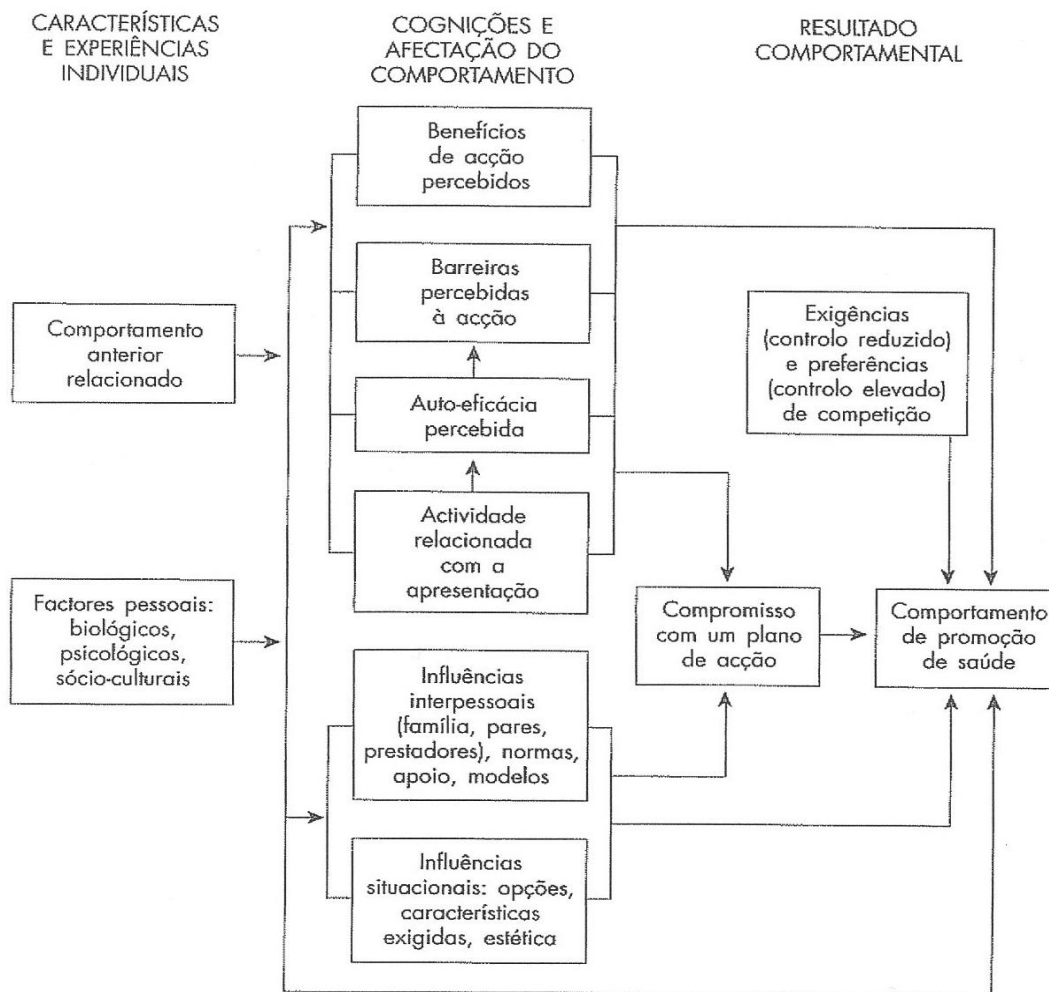 CARACTERÍSTICAS
E EXPERIÊNCIAS
INDIVIDUAIS
COGNIÇÕES E
AFECTAÇÃO DO
COMPORTAMENTO
RESULTADO
COMPORTAMENTAL
Benefícios
de acção
percebidos
Barreiras
percebidas
à acção
Comportamento
anterior
relacionado
Exigências
(controlo reduzido)
e preferências
(controlo elevado)
de competição
Auto-eficácia
percebida
Actividade
relacionada
com a
apresentação
Factores pessoais:
biológicos,
psicológicos,
sócio-culturais
Compromisso
com um plano
de acção
Comportamento
de promoção
de saúde
Influências
interpessoais
(família, pares,
prestadores), normas,
apoio, modelos
Influências
situacionais: opções,
características
exigidas, estética